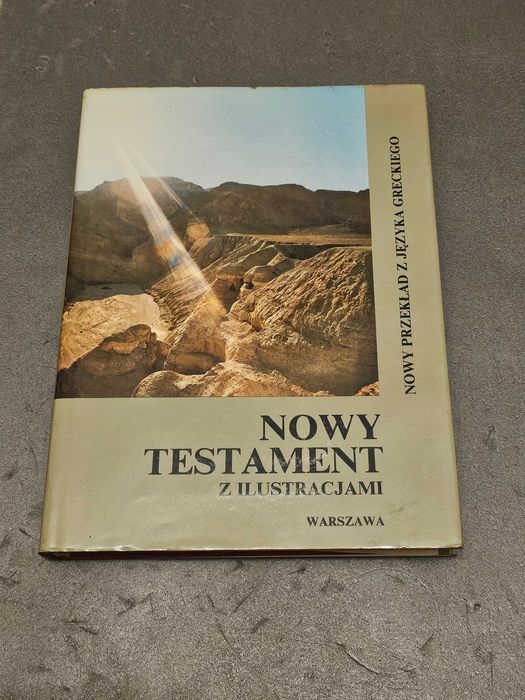 NOWY PRZEKŁAD Z JĘZYKA GRECKIEGO
NOWY
TESTAMENT
Z ILUSTRACJAMI
WARSZAWA